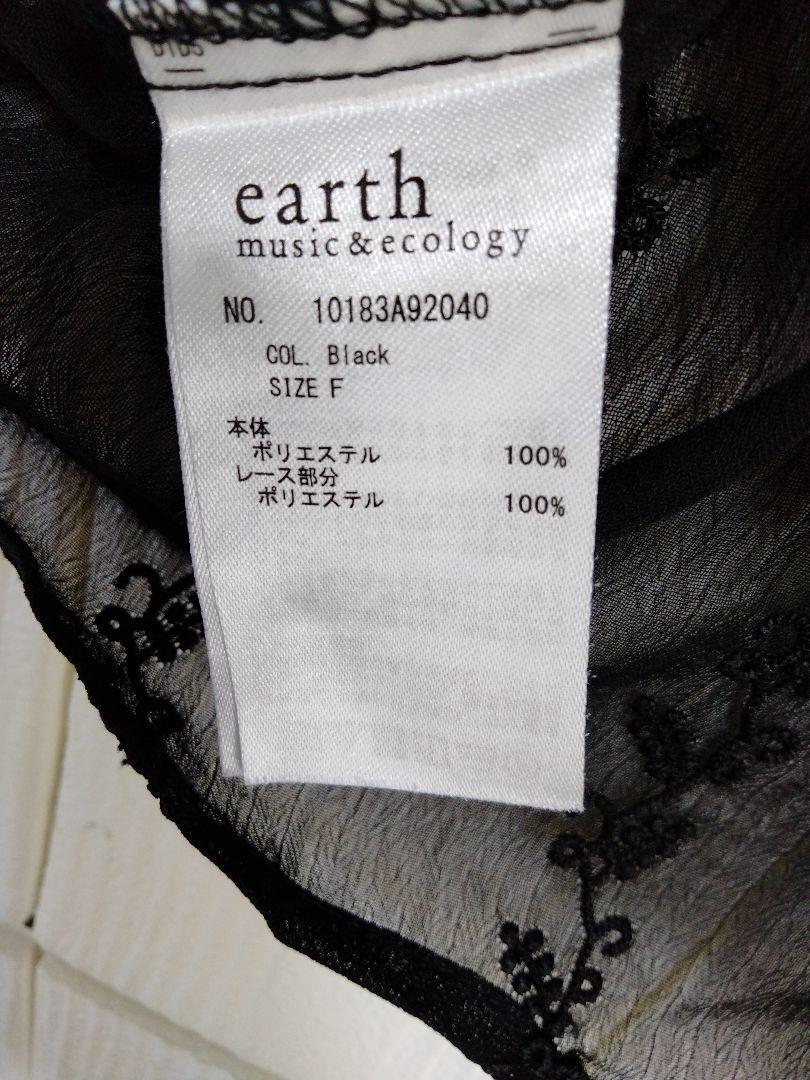 earth
music & ecology
NO. 10183A92040
COL. Black
SIZE F
本体
ポリエステル 100%
レース部分
ポリエステル 100%